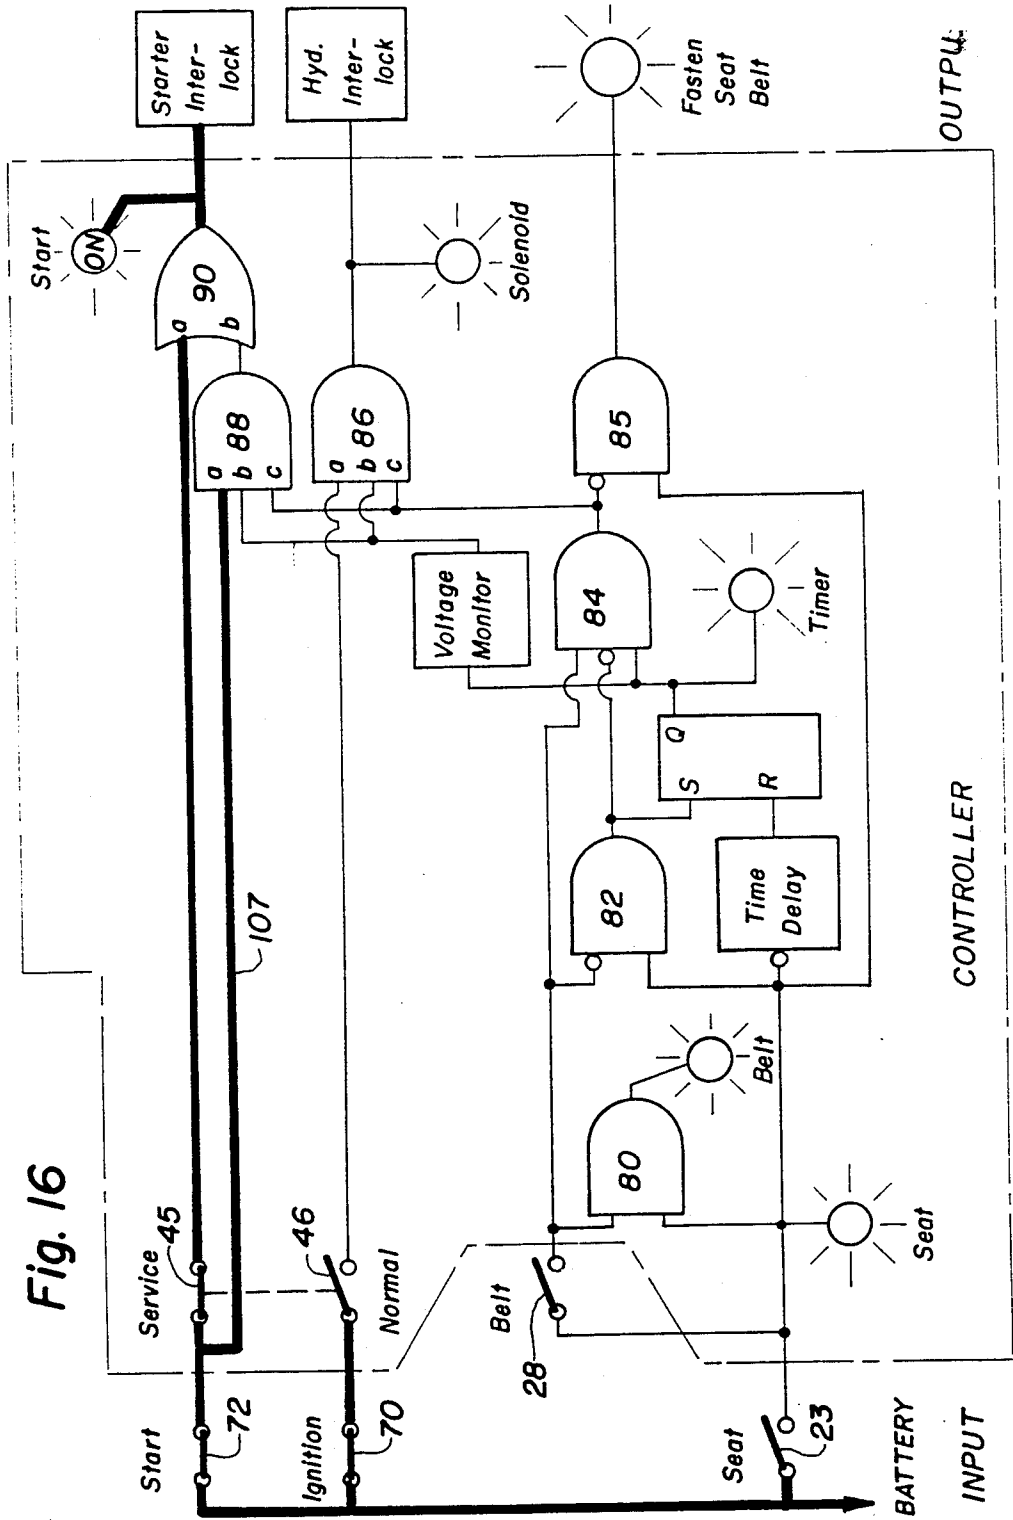 Fig. 16
Start
72
Service
45
107
a
b
90
Start
ON
Starter
Inter-
lock
a
b
c
88
Ignition
70
46
Normal
a
b
c
86
Hyd.
Inter-
lock
Solenoid
Belt
28
80
Belt
82
84
85
Voltage
Monitor
Fasten
Seat
Belt
Seat
23
Seat
Time
Delay
S
R
Q
Timer
BATTERY
INPUT
CONTROLLER